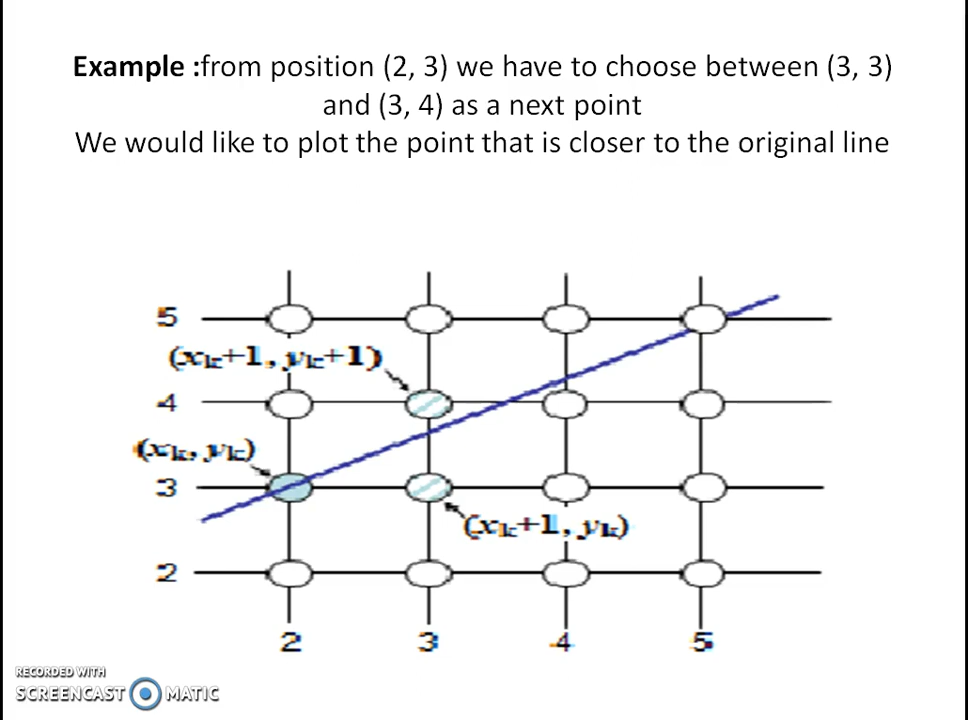 Example :from position (2, 3) we have to choose between (3, 3)
and (3, 4) as a next point
We would like to plot the point that is closer to the original line
5
(xk+1, yk+1)
4
(xk, yk)
3
(xk+1, yk)
2
2 3 4 5
RECORDED WITH
SCREENCAST MATIC